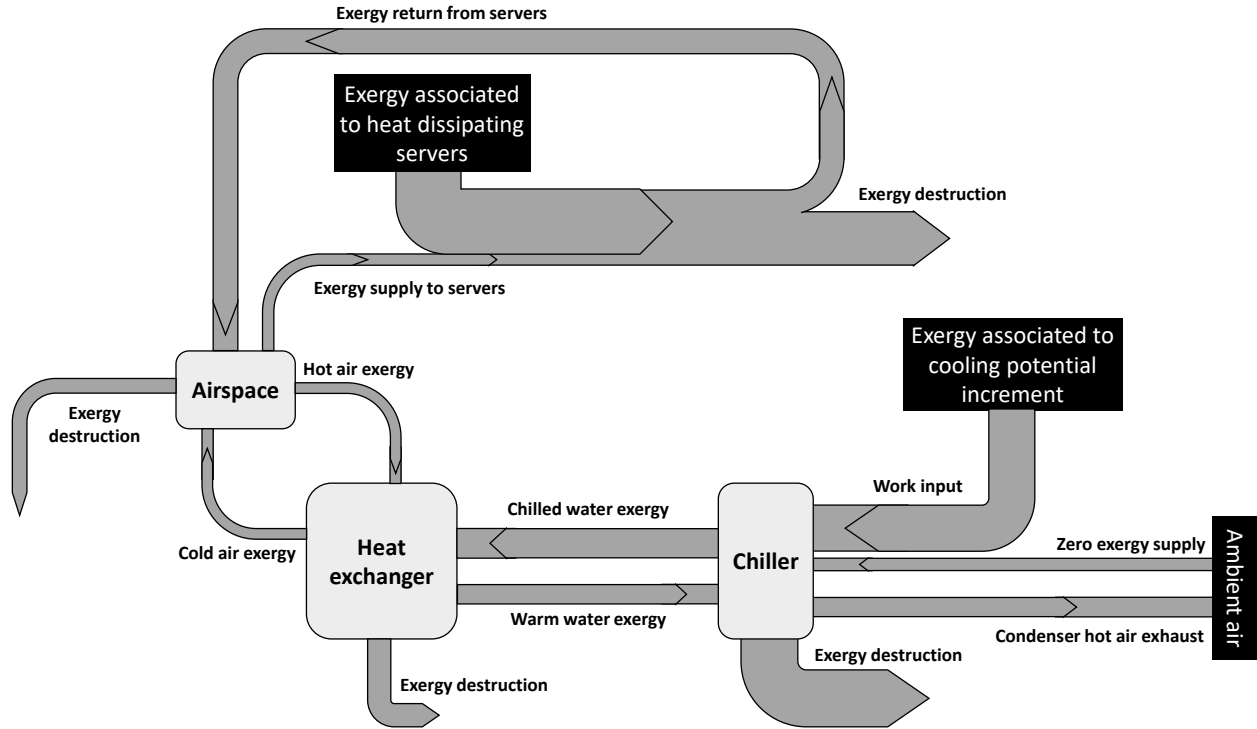 Exergy return from servers
Exergy associated
to heat dissipating
servers
Exergy destruction
Exergy supply to servers
Exergy associated to
cooling potential
increment
Hot air exergy
Airspace
Exergy
destruction
Work input
Chilled water exergy
Cold air exergy
Heat
exchanger
Chiller
Zero exergy supply
Ambient air
Warm water exergy
Condenser hot air exhaust
Exergy destruction
Exergy destruction